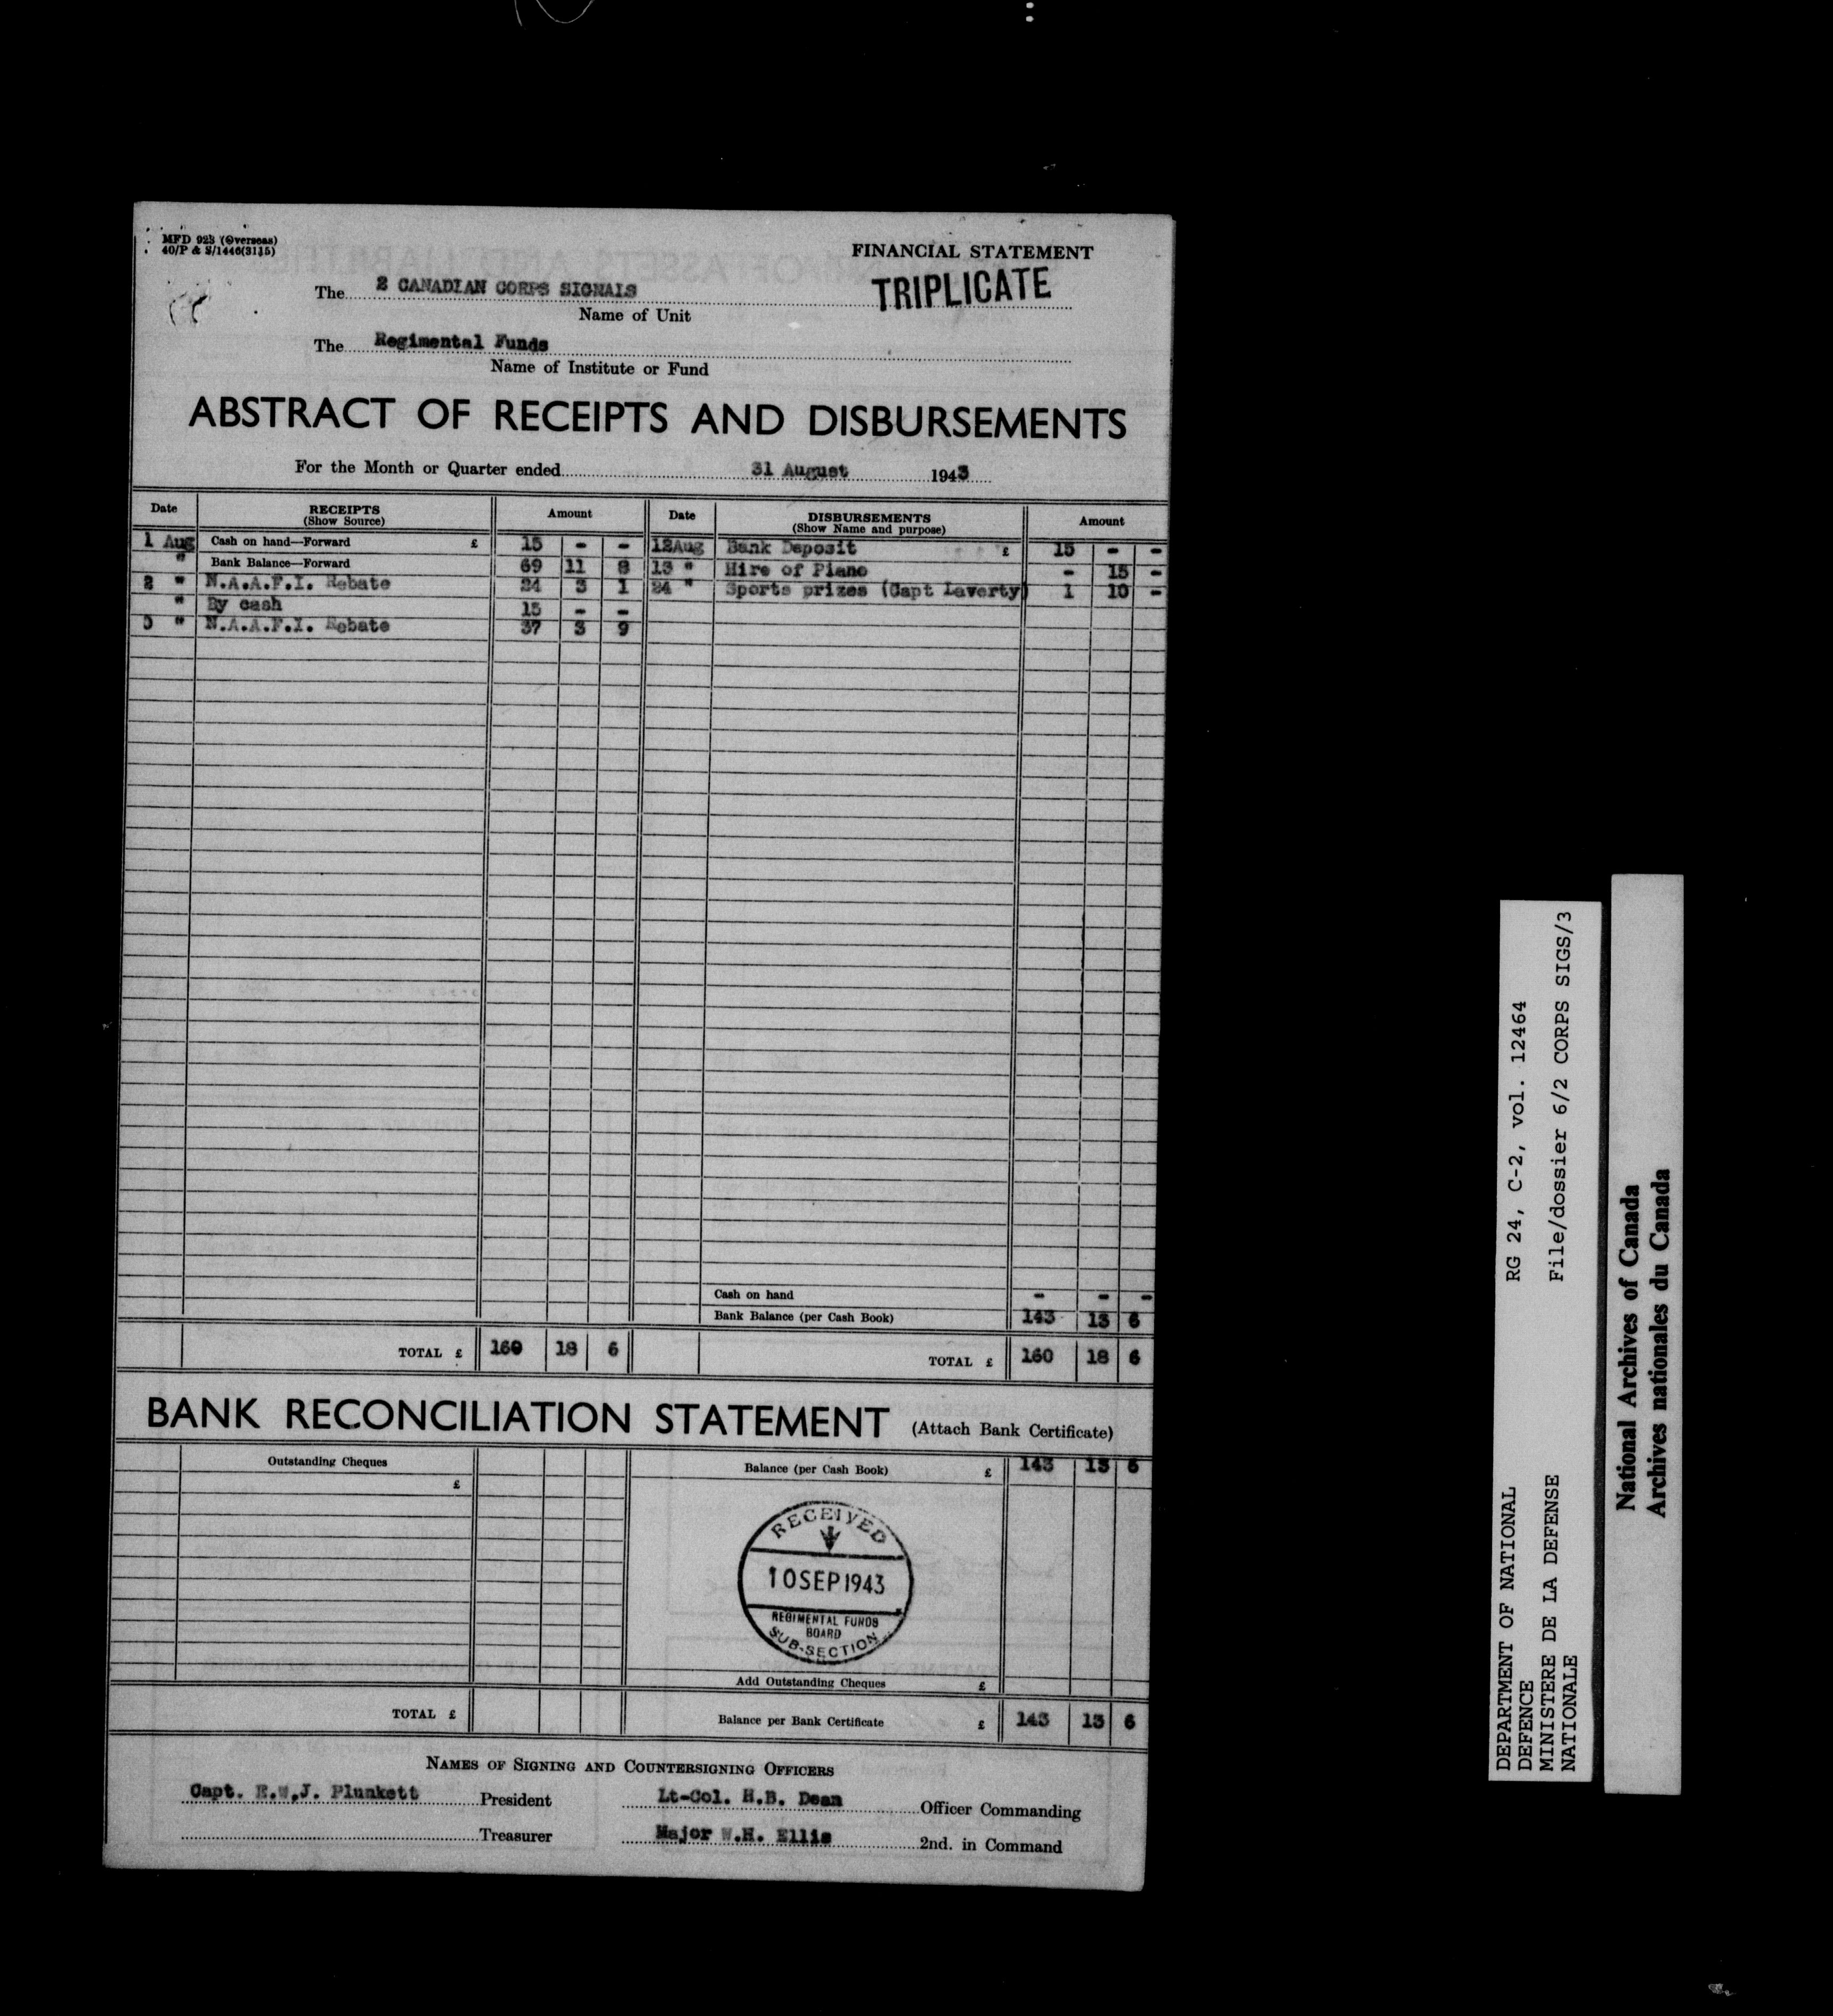 MFD 923 (Overseas)
40/P & S/1446(3115)
FINANCIAL STATEMENT
TRIPLICATE
The 2 CANADIAN CORPS SIGNALS
Name of Unit
The Regimental Funds
Name of Institute or Fund
ABSTRACT OF RECEIPTS AND DISBURSEMENTS
For the Month or Quarter ended 31 August 1943
Date RECEIPTS (Show Source) Amount Date DISBURSEMENTS (Show Name and purpose) Amount
1 Aug Cash on hand—Forward £ 15 - - 12Aug Bank Deposit £ 15 - -
" Bank Balance—Forward 69 11 8 13 " Hire of Piano - 15 -
2 " N.A.A.F.I. Rebate 24 3 1 24 " Sports prizes (Capt Laverty) 1 10 -
" By cash 15 - -
5 " N.A.A.F.I. Rebate 37 3 9
Cash on hand - - -
Bank Balance (per Cash Book) 143 13 6
TOTAL £ 160 18 6 TOTAL £ 160 18 6
BANK RECONCILIATION STATEMENT (Attach Bank Certificate)
Outstanding Cheques Balance (per Cash Book) £ 143 13 6
£
RECEIVED
10 SEP 1943
REGIMENTAL FUNDS
BOARD
SUB-SECTION
Add Outstanding Cheques £
TOTAL £ Balance per Bank Certificate £ 143 13 6
NAMES OF SIGNING AND COUNTERSIGNING OFFICERS
Capt. E.W.J. Plunkett President Lt-Col. H.B. Dean Officer Commanding
Treasurer Major W.H. Ellis 2nd. in Command
DEPARTMENT OF NATIONAL RG 24, C-2, vol. 12464
DEFENCE
MINISTERE DE LA DEFENSE File/dossier 6/2 CORPS SIGS/3
NATIONALE
National Archives of Canada
Archives nationales du Canada